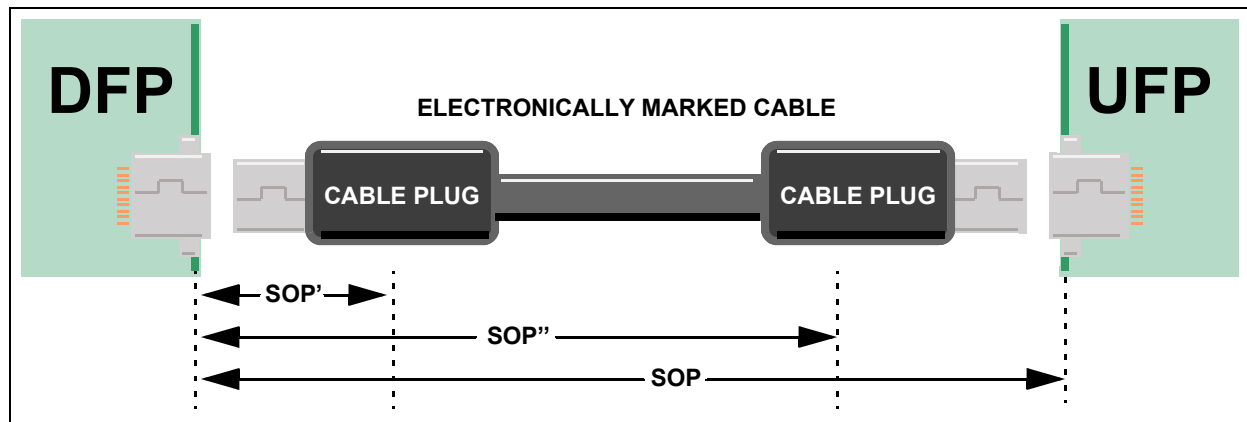 DFP
UFP
ELECTRONICALLY MARKED CABLE
CABLE PLUG
CABLE PLUG
SOP’
SOP’’
SOP